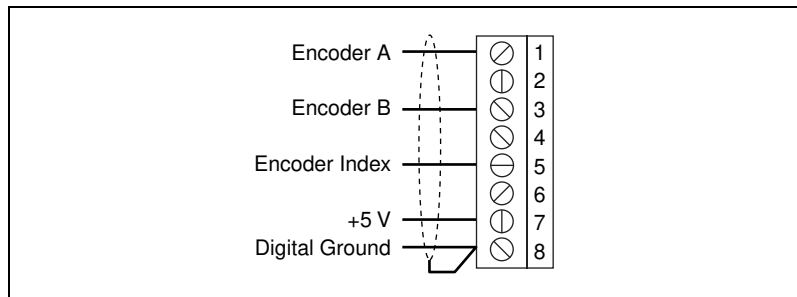 Encoder A 1
2
Encoder B 3
4
Encoder Index 5
6
+5 V 7
Digital Ground 8